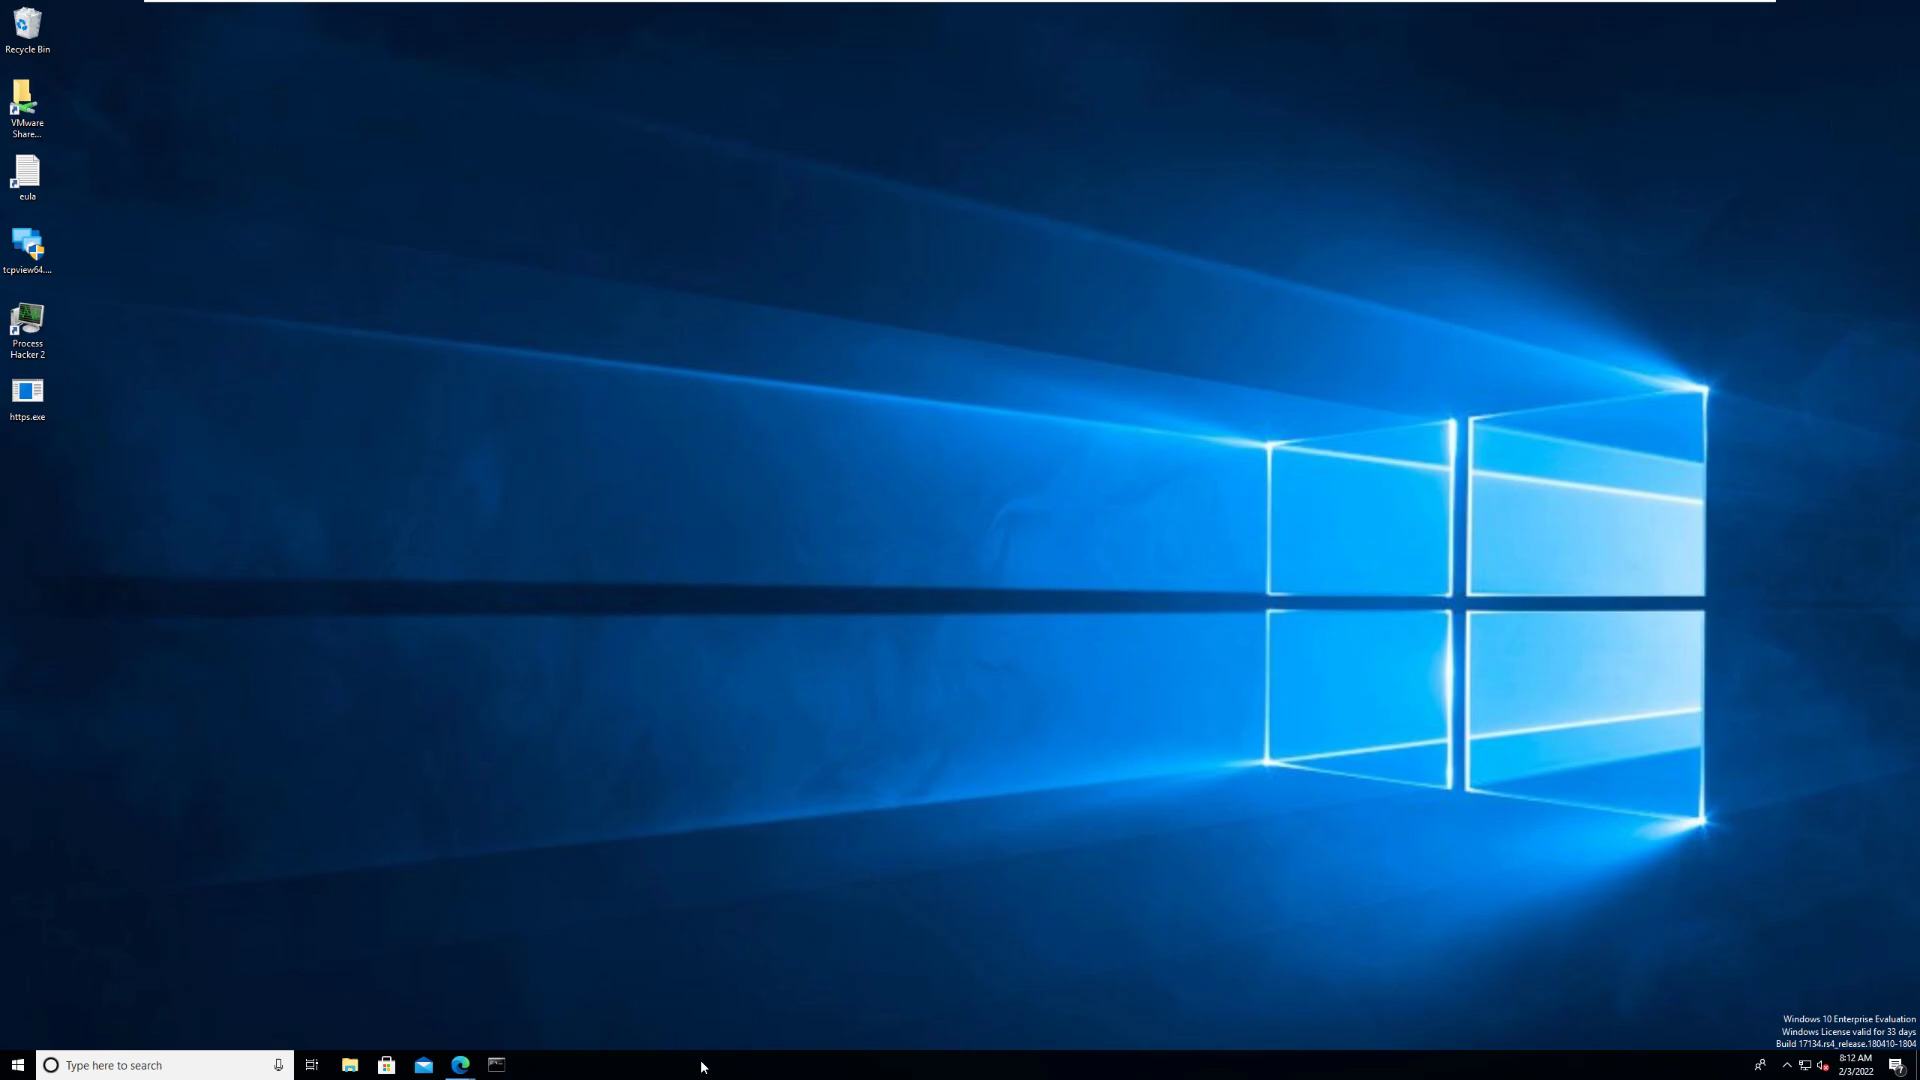 Recycle Bin
VMware
Share...
eula
tcpview64....
Process
Hacker 2
https.exe
Windows 10 Enterprise Evaluation
Windows License valid for 33 days
Build 17134.rs4_release.180410-1804
Type here to search
8:12 AM
2/3/2022
7